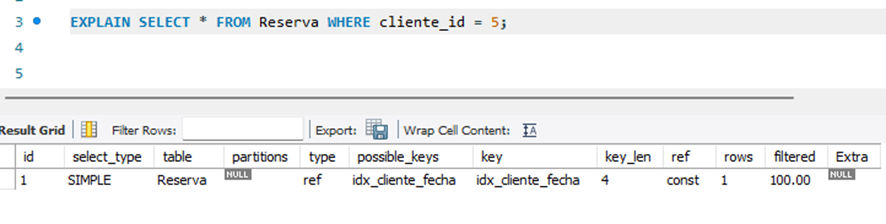 3 EXPLAIN SELECT * FROM Reserva WHERE cliente_id = 5;
4
5
Result Grid Filter Rows: Export: Wrap Cell Content: IA
id select_type table partitions type possible_keys key key_len ref rows filtered Extra
1 SIMPLE Reserva NULL ref idx_cliente_fecha idx_cliente_fecha 4 const 1 100.00 NULL